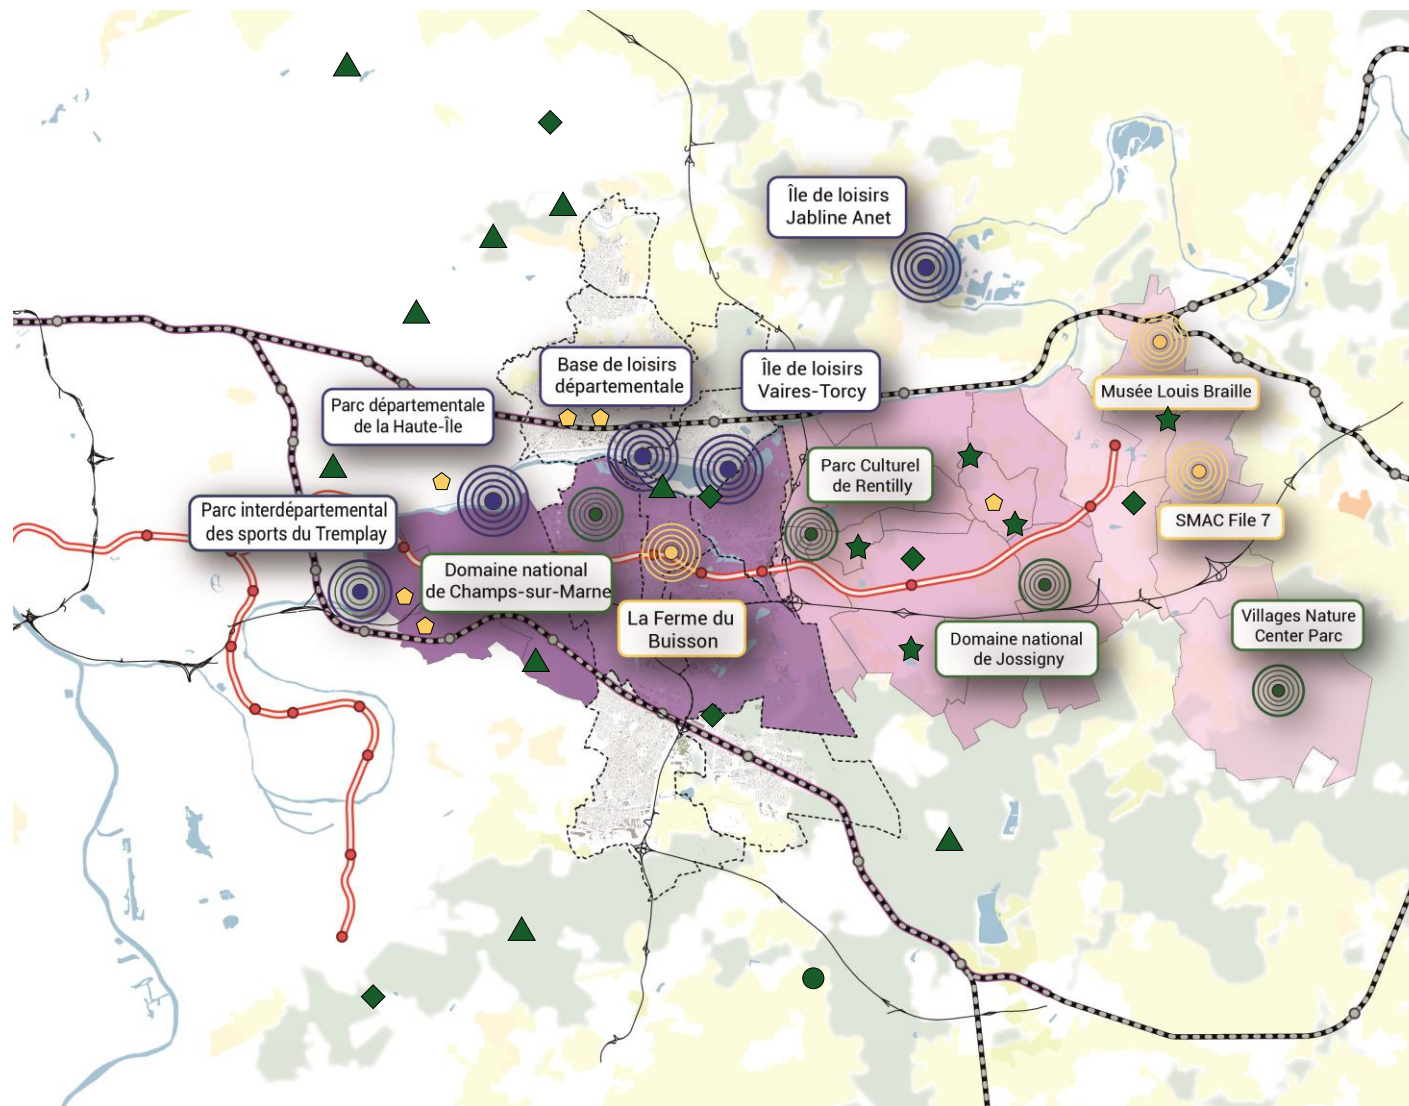 Île de loisirs
Jabline Anet
Base de loisirs
départementale
Île de loisirs
Vaires-Torcy
Parc départementale
de la Haute-Île
Musée Louis Braille
Parc Culturel
de Rentilly
Parc interdépartemental
des sports du Tremplay
SMAC File 7
Domaine national
de Champs-sur-Marne
La Ferme du
Buisson
Villages Nature
Center Parc
Domaine national
de Jossigny